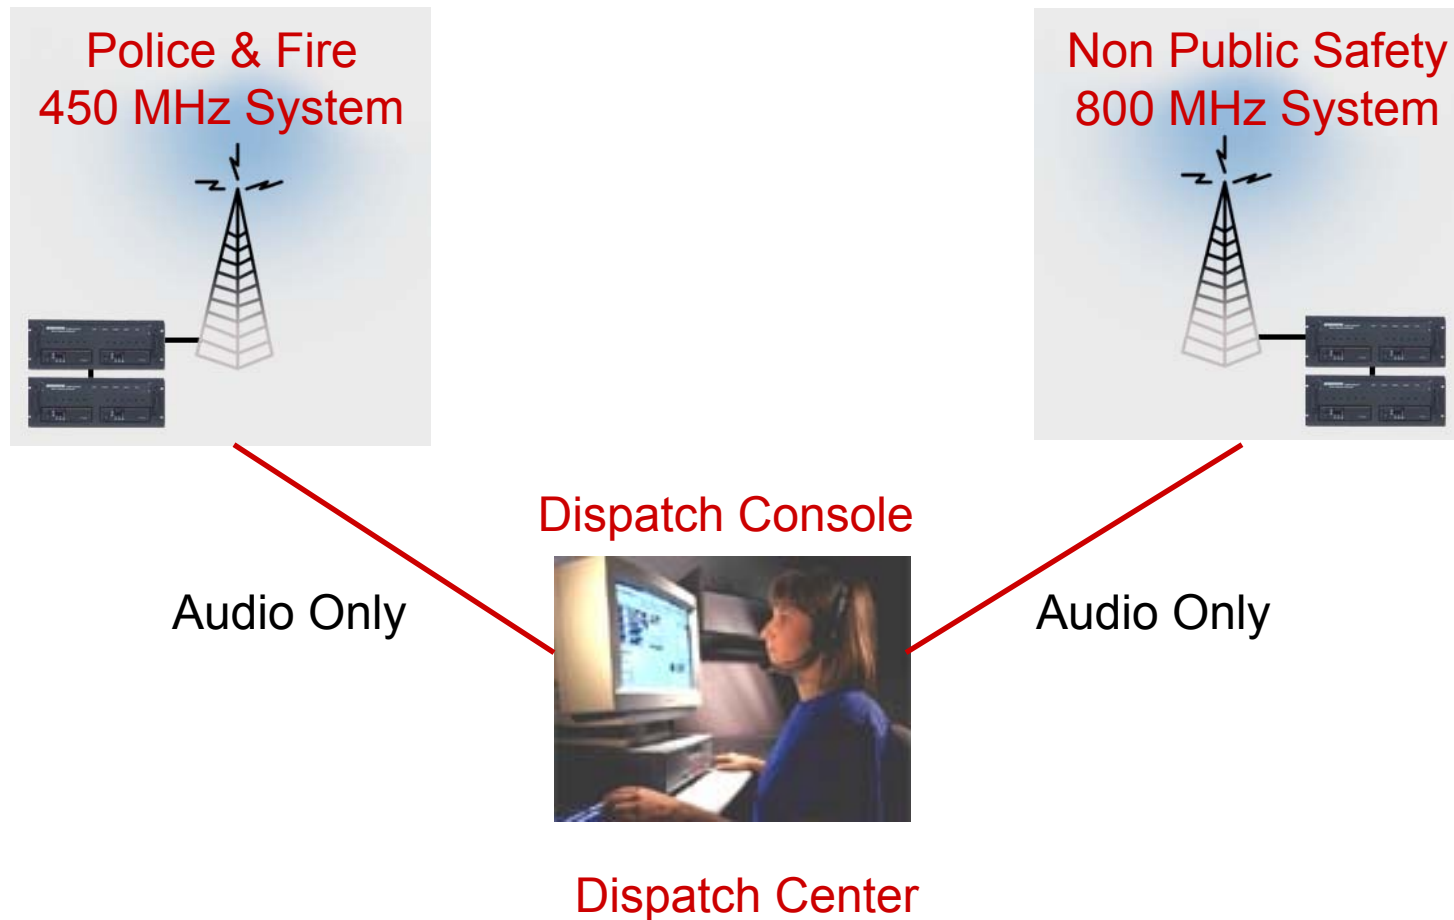 Police & Fire
450 MHz System
Non Public Safety
800 MHz System
Dispatch Console
Audio Only
Audio Only
Dispatch Center